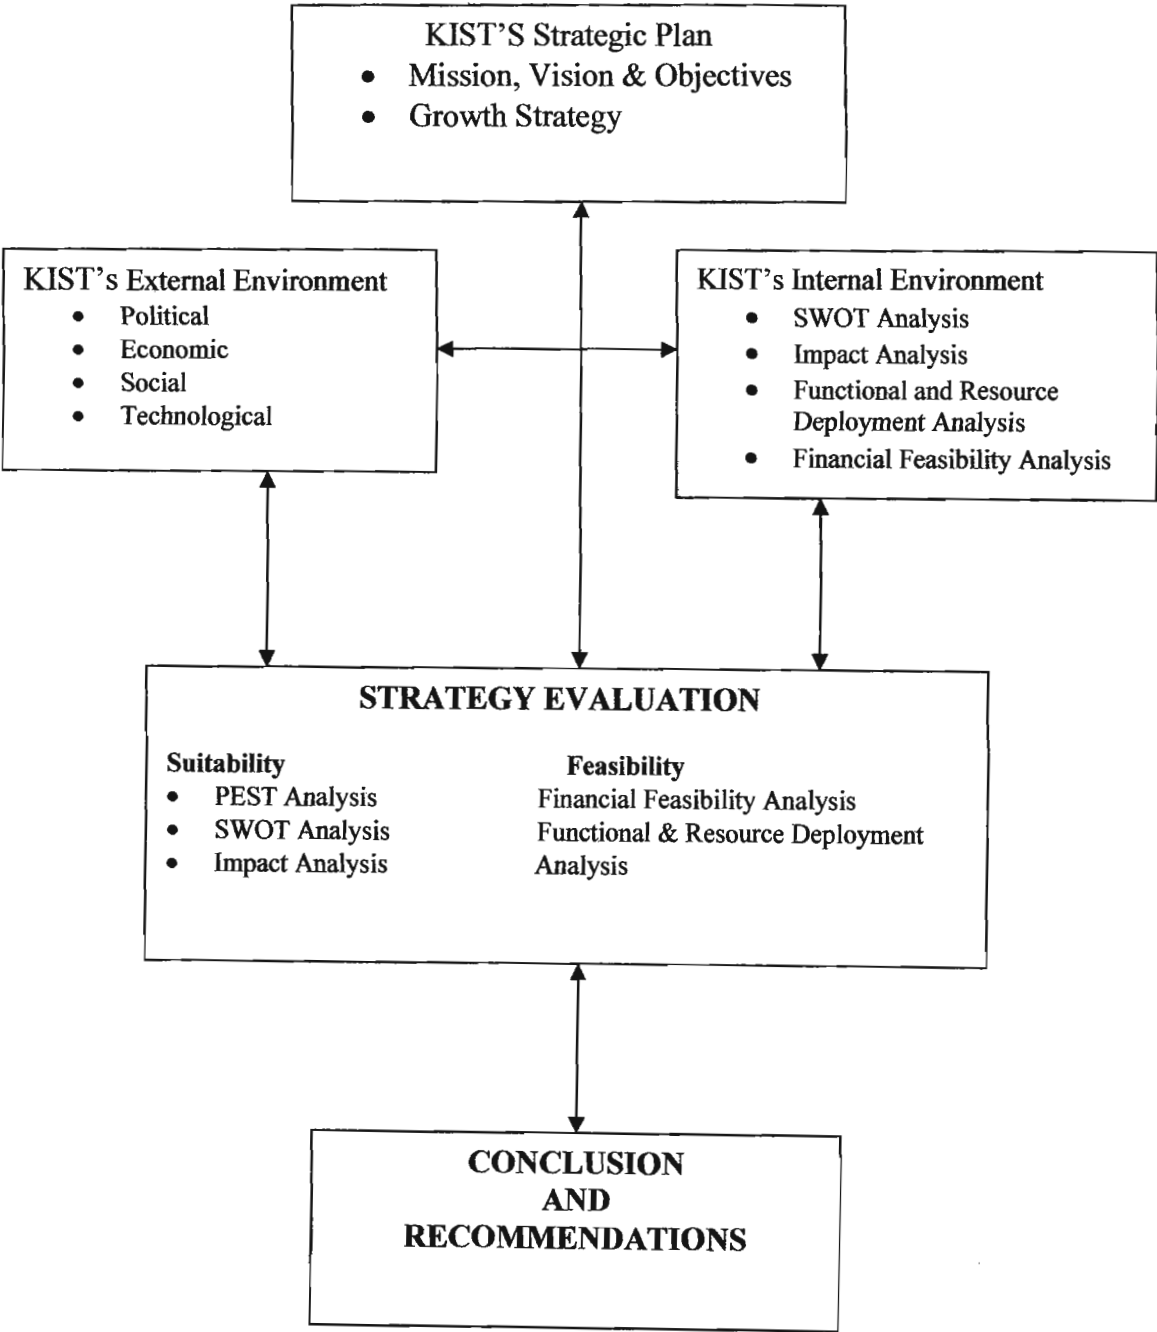 KIST'S Strategic Plan
• Mission, Vision & Objectives
• Growth Strategy
KIST's External Environment
• Political
• Economic
• Social
• Technological
KIST's Internal Environment
• SWOT Analysis
• Impact Analysis
• Functional and Resource
Deployment Analysis
• Financial Feasibility Analysis
STRATEGY EVALUATION
Suitability
• PEST Analysis
• SWOT Analysis
• Impact Analysis
Feasibility
Financial Feasibility Analysis
Functional & Resource Deployment
Analysis
CONCLUSION
AND
RECOMMENDATIONS